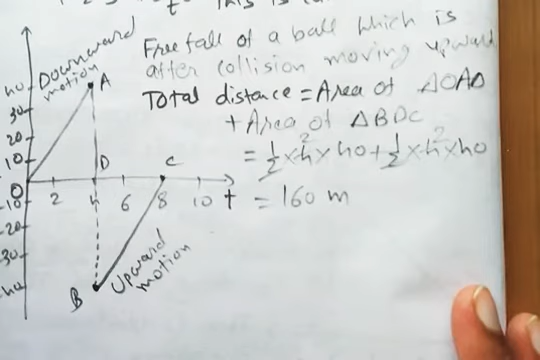 Free fall of a ball which is
after collision moving upward
Total distance = Area of ΔOAD
+ Area of ΔBDC
= 1/2 × 4 × 40 + 1/2 × 4 × 40
= 160 m
Downward
motion
40
30
20
10
0
-10
-20
-30
-40
A
D
C
B
2 4 6 8 10 t
Upward
motion